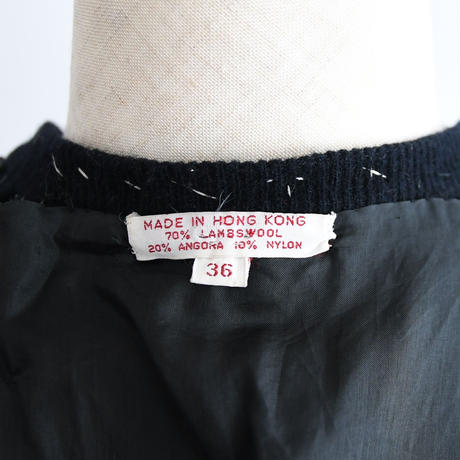 MADE IN HONG KONG
70% LAMBSWOOL
20% ANGORA 10% NYLON
36